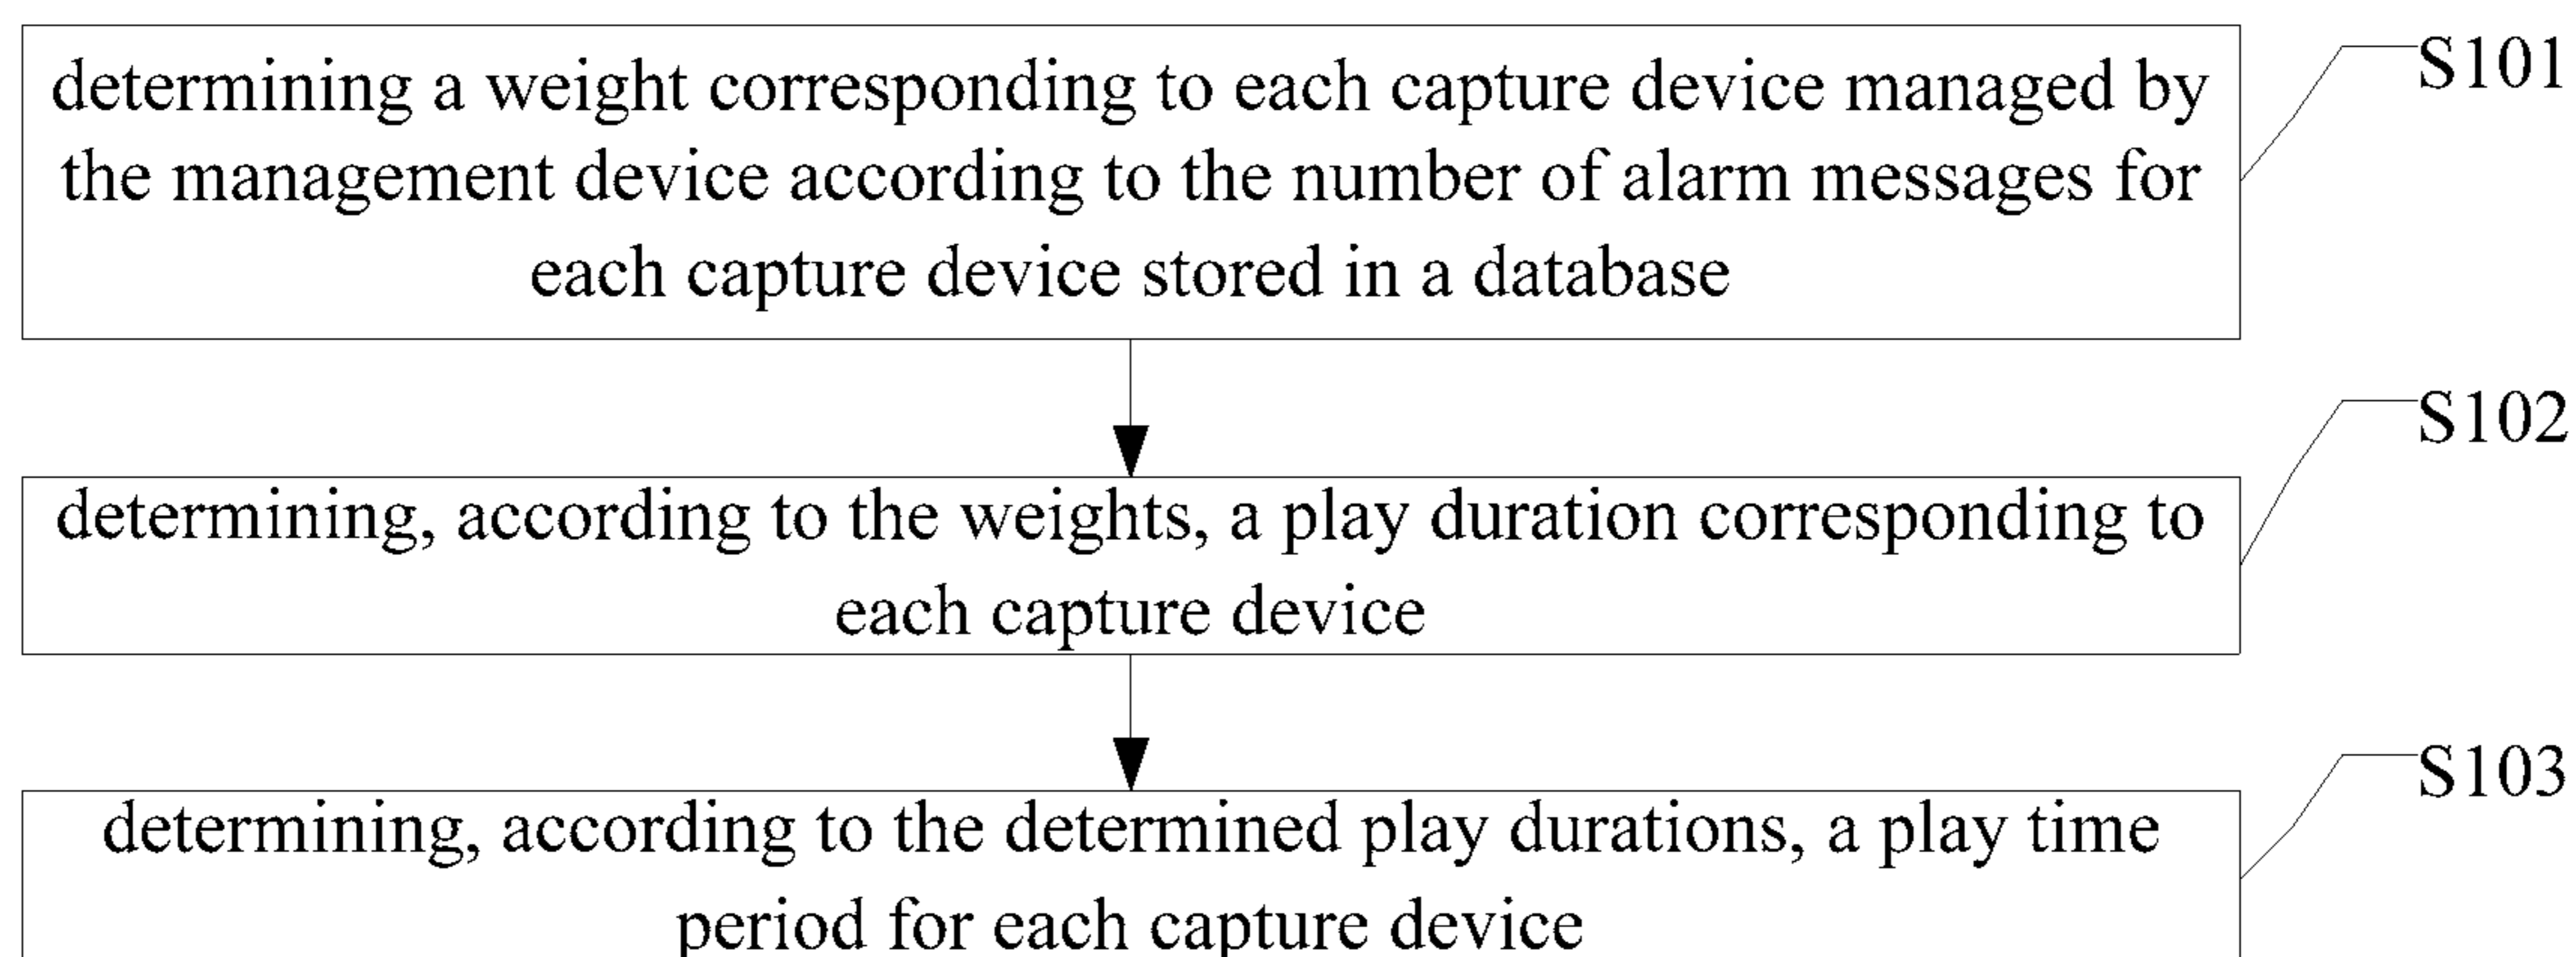 determining a weight corresponding to each capture device managed by
the management device according to the number of alarm messages for
each capture device stored in a database
S101
determining, according to the weights, a play duration corresponding to
each capture device
S102
determining, according to the determined play durations, a play time
period for each capture device
S103